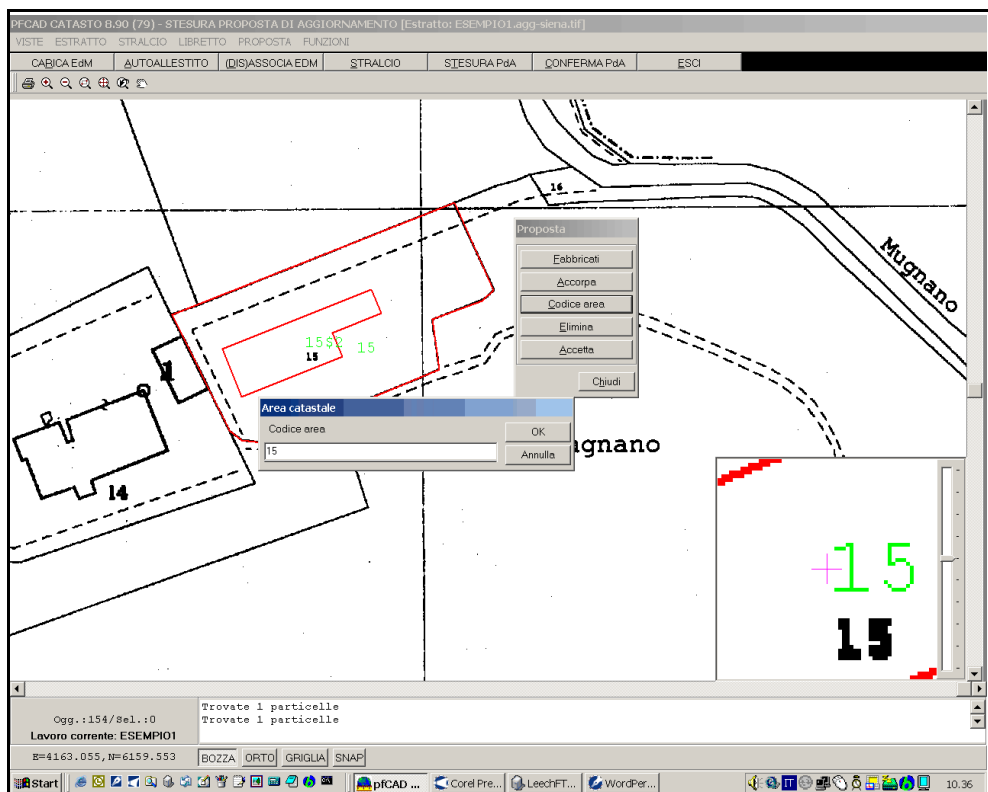 PFCAD CATASTO 8.90 (79) - STESURA PROPOSTA DI AGGIORNAMENTO [Estratto: ESEMPIO1.agg-siena.tif]
VISTE ESTRATTO STRALCIO LIBRETTO PROPOSTA FUNZIONI
CARICA EdM AUTOALLESTITO (DIS)ASSOCIA EDM STRALCIO STESURA PdA CONFERMA PdA ESCI
16
Mugnano
Proposta
Fabbricati
Accorpa
Codice area
Elimina
Accetta
Chiudi
15$2 15
15
Area catastale
Codice area
OK
15
Annulla
gnano
14
15
15
Trovate 1 particelle
Trovate 1 particelle
Ogg.:154/Sel.:0
Lavoro corrente: ESEMPIO1
E=4163.055,N=6159.553 BOZZA ORTO GRIGLIA SNAP
Start pfCAD ... Corel Pre... LeechFT... WordPer... IT 10.36